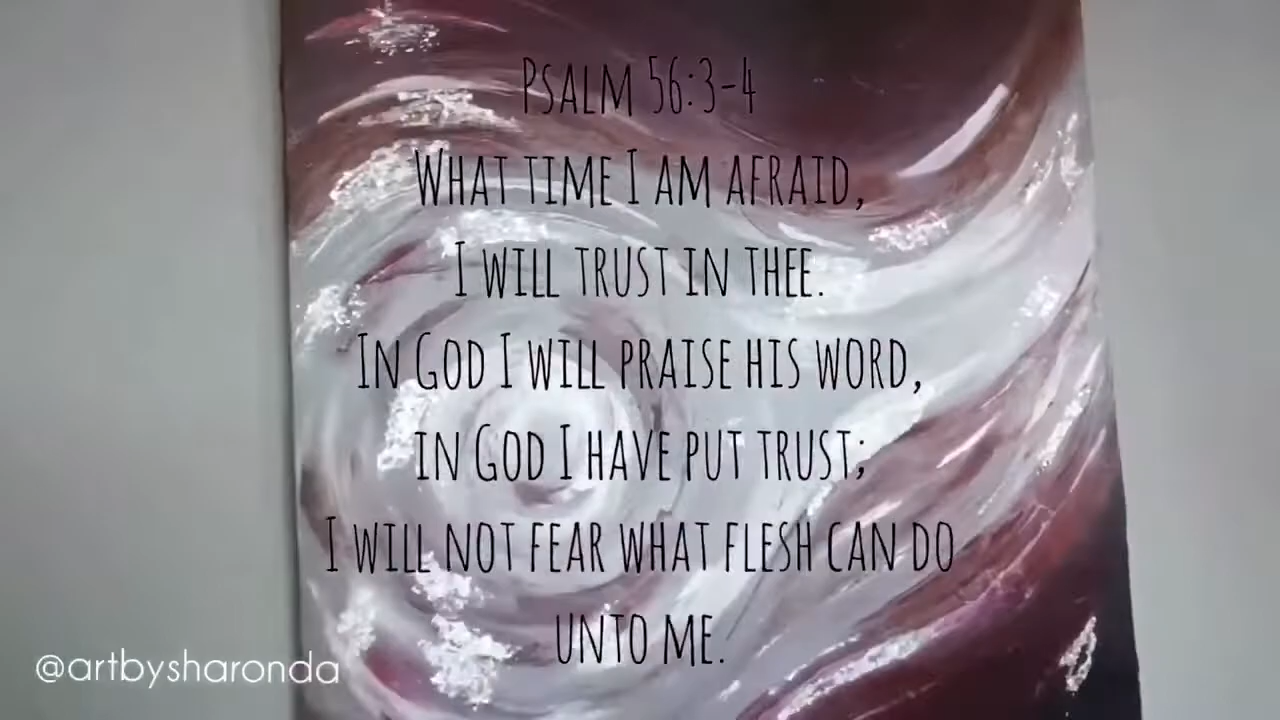 Psalm 56:3-4
What time I am afraid,
I will trust in thee.
In God I will praise his word,
in God I have put trust;
I will not fear what flesh can do
unto me.
@artbysharonda